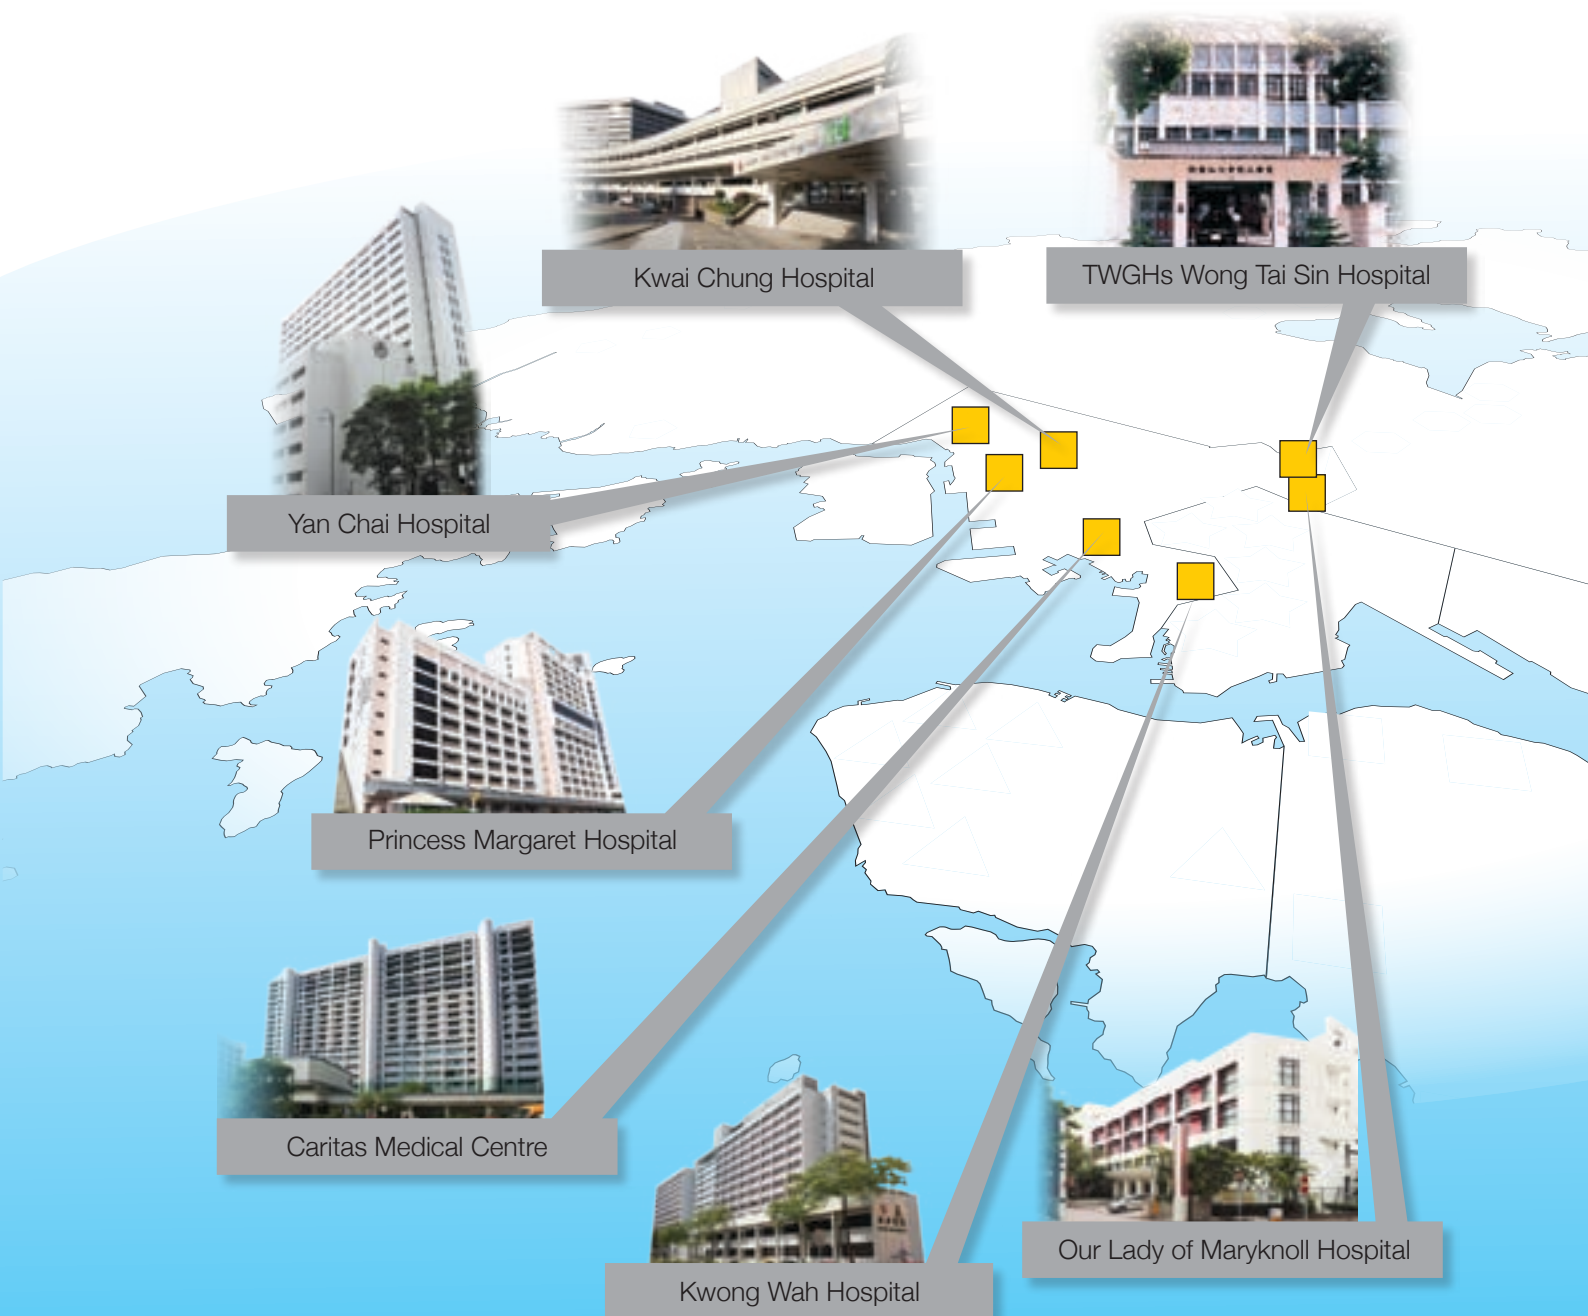 Kwai Chung Hospital
TWGHs Wong Tai Sin Hospital
Yan Chai Hospital
Princess Margaret Hospital
Caritas Medical Centre
Our Lady of Maryknoll Hospital
Kwong Wah Hospital